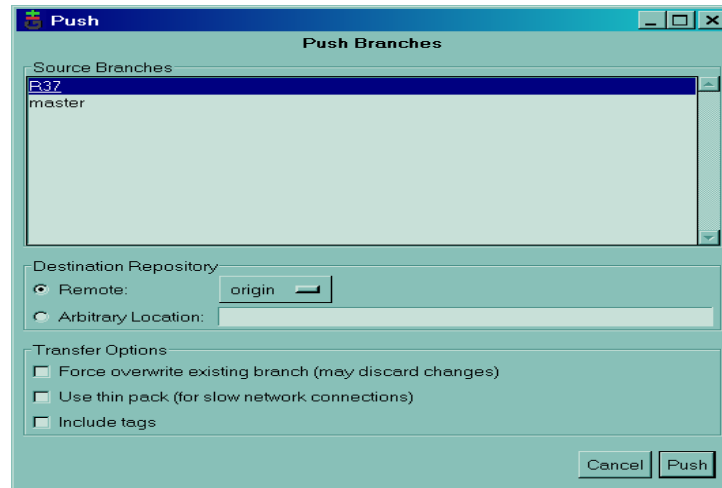 Push
Push Branches
Source Branches
R37
master
Destination Repository
Remote: origin
Arbitrary Location:
Transfer Options
Force overwrite existing branch (may discard changes)
Use thin pack (for slow network connections)
Include tags
Cancel Push